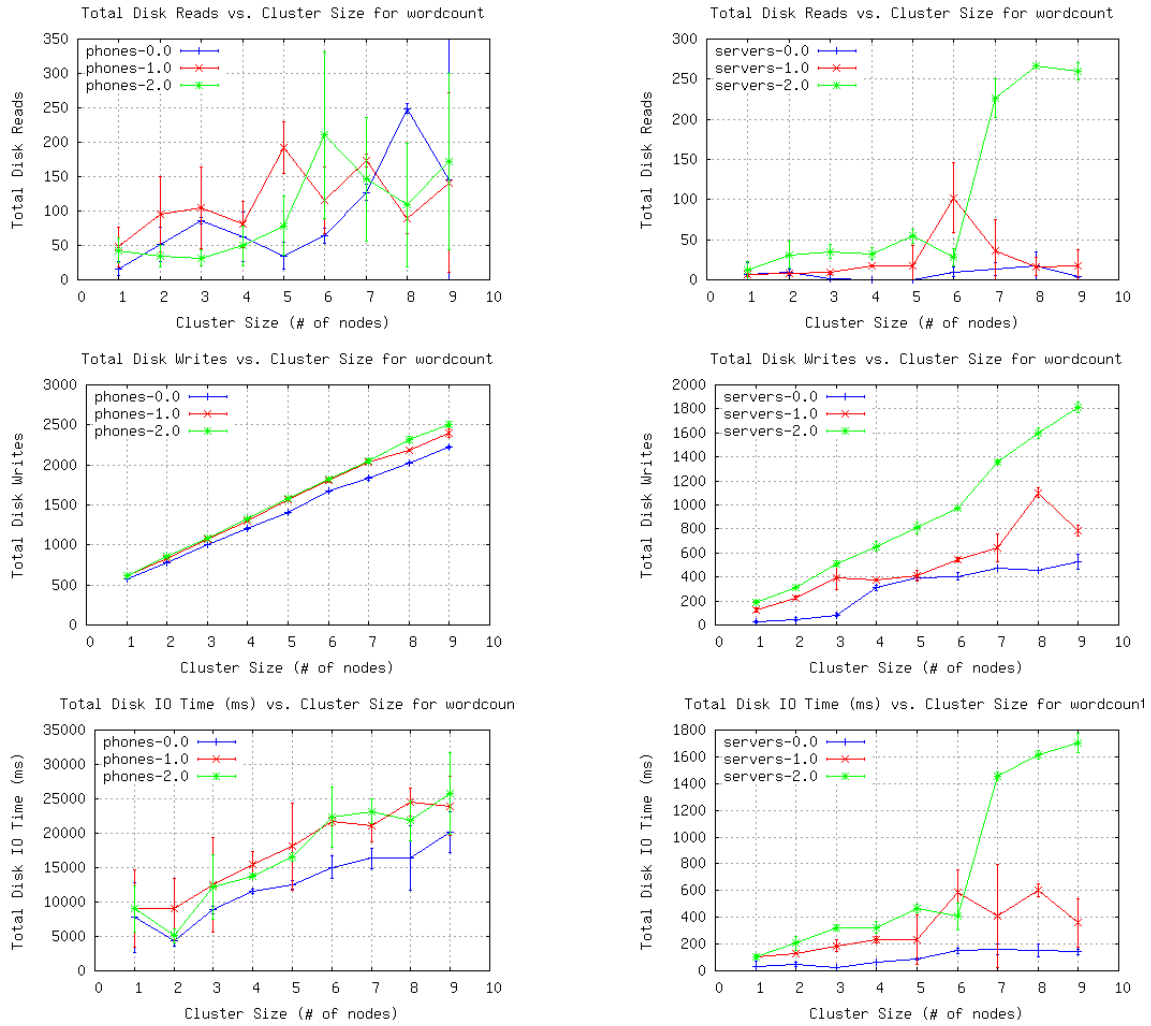 Total Disk Reads vs. Cluster Size for wordcount
Total Disk Reads
350
300
250
200
150
100
50
0
phones-0.0
phones-1.0
phones-2.0
0 1 2 3 4 5 6 7 8 9 10
Cluster Size (# of nodes)
Total Disk Reads vs. Cluster Size for wordcount
Total Disk Reads
300
250
200
150
100
50
0
servers-0.0
servers-1.0
servers-2.0
0 1 2 3 4 5 6 7 8 9 10
Cluster Size (# of nodes)
Total Disk Writes vs. Cluster Size for wordcount
Total Disk Writes
3000
2500
2000
1500
1000
500
0
phones-0.0
phones-1.0
phones-2.0
0 1 2 3 4 5 6 7 8 9 10
Cluster Size (# of nodes)
Total Disk Writes vs. Cluster Size for wordcount
Total Disk Writes
2000
1800
1600
1400
1200
1000
800
600
400
200
0
servers-0.0
servers-1.0
servers-2.0
0 1 2 3 4 5 6 7 8 9 10
Cluster Size (# of nodes)
Total Disk IO Time (ms) vs. Cluster Size for wordcoun
Total Disk IO Time (ms)
35000
30000
25000
20000
15000
10000
5000
0
phones-0.0
phones-1.0
phones-2.0
0 1 2 3 4 5 6 7 8 9 10
Cluster Size (# of nodes)
Total Disk IO Time (ms) vs. Cluster Size for wordcount
Total Disk IO Time (ms)
1800
1600
1400
1200
1000
800
600
400
200
0
servers-0.0
servers-1.0
servers-2.0
0 1 2 3 4 5 6 7 8 9 10
Cluster Size (# of nodes)